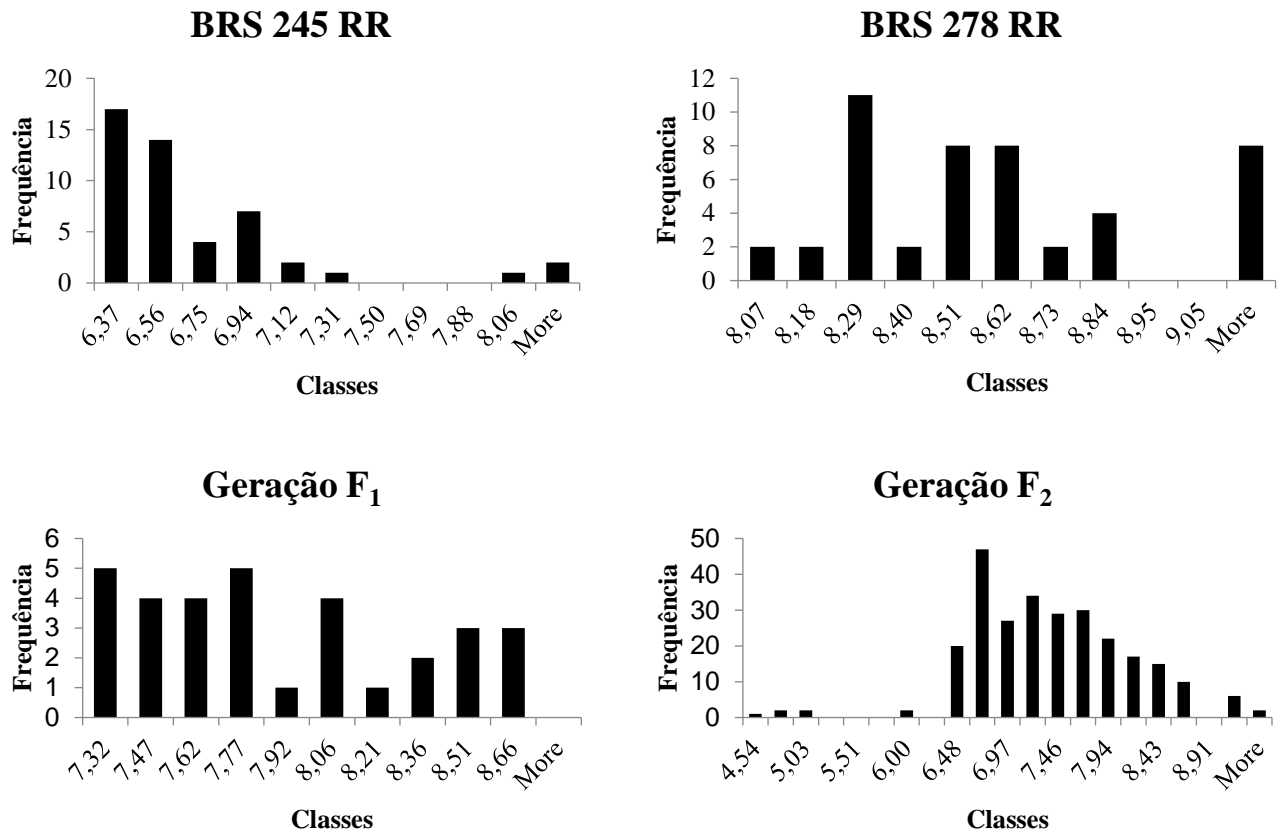 BRS 245 RR
Frequência
20
15
10
5
0
6,37 6,56 6,75 6,94 7,12 7,31 7,50 7,69 7,88 8,06 More
Classes
BRS 278 RR
Frequência
12
10
8
6
4
2
0
8,07 8,18 8,29 8,40 8,51 8,62 8,73 8,84 8,95 9,05 More
Classes
Geração F1
Frequência
6
5
4
3
2
1
0
7,32 7,47 7,62 7,77 7,92 8,06 8,21 8,36 8,51 8,66 More
Classes
Geração F2
Frequência
50
40
30
20
10
0
4,54 5,03 5,51 6,00 6,48 6,97 7,46 7,94 8,43 8,91 More
Classes